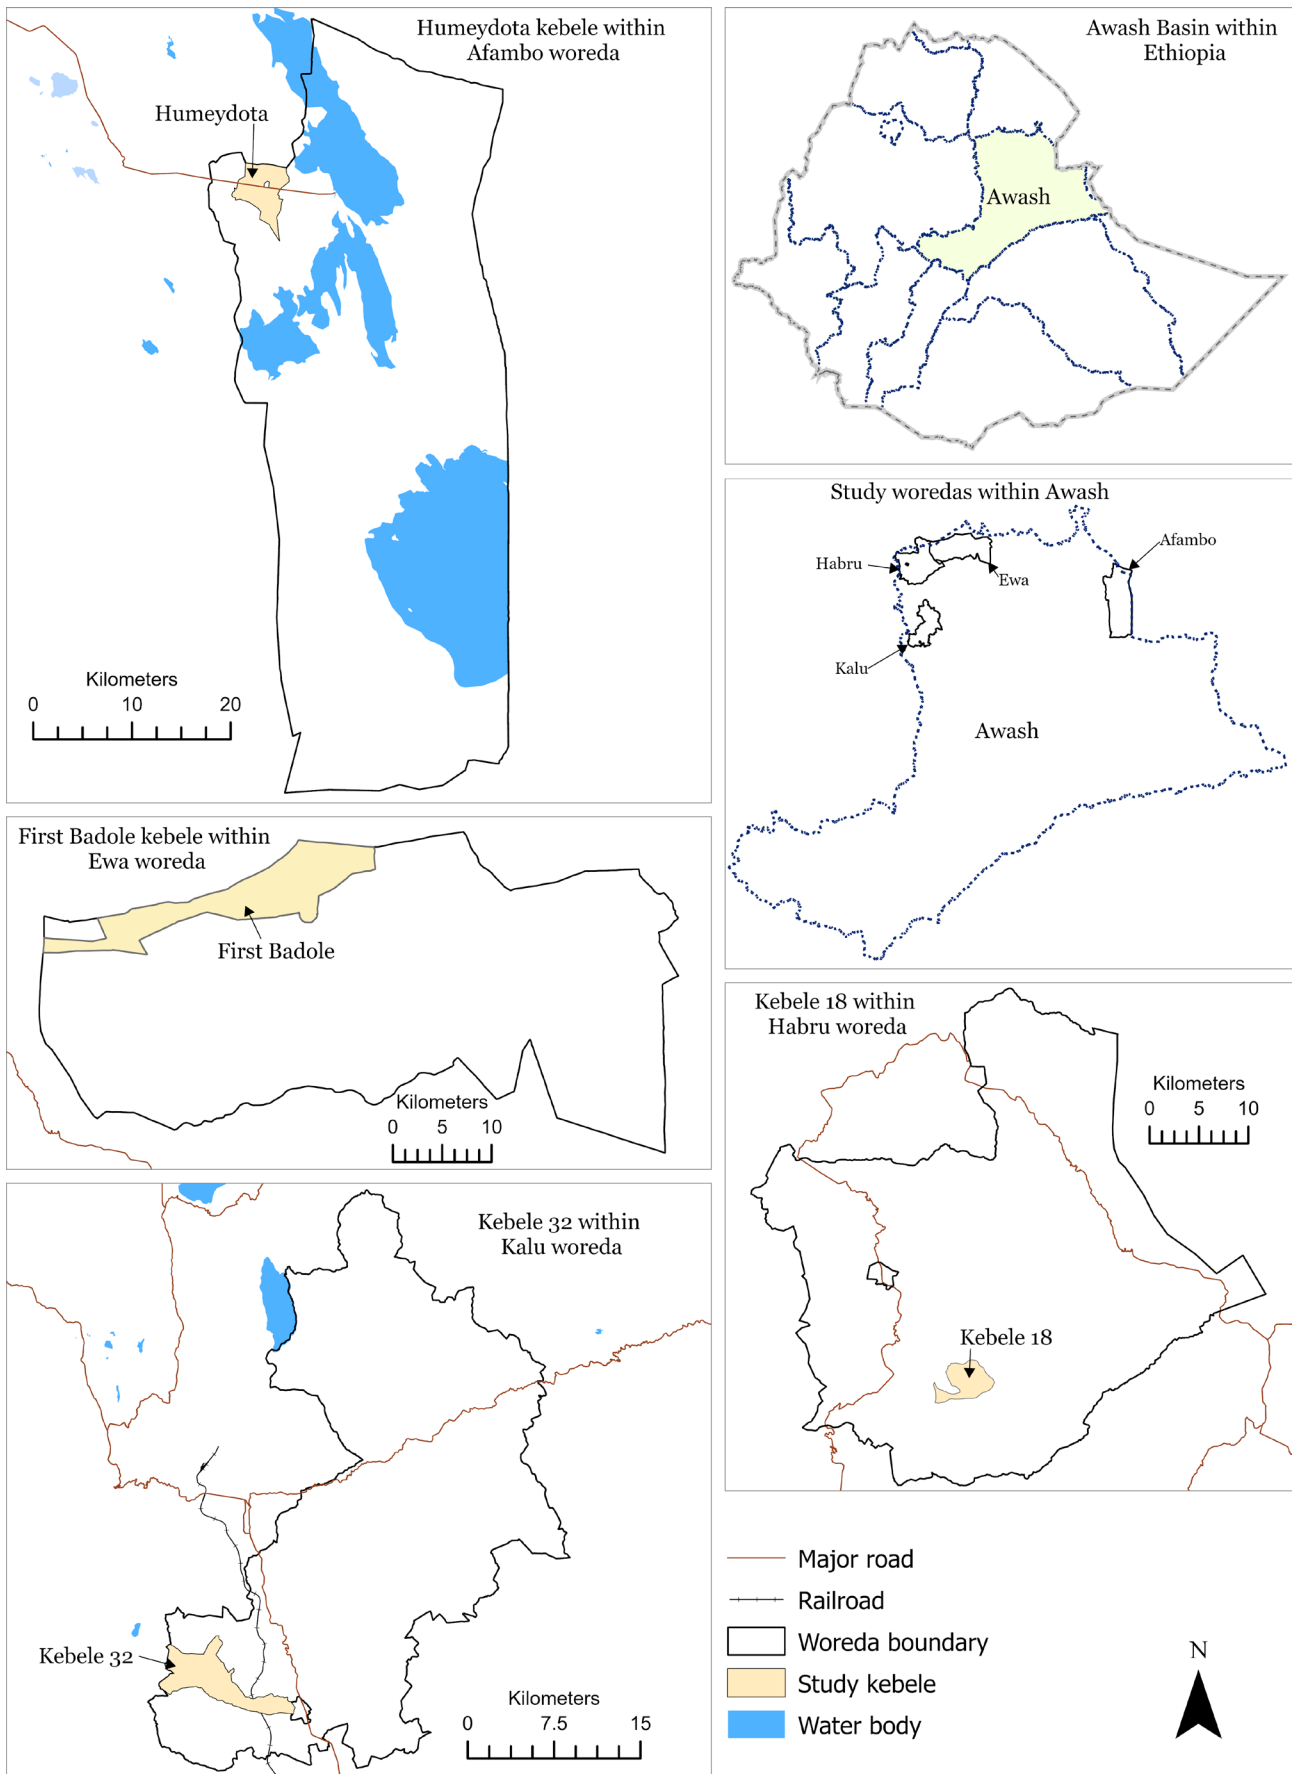 Humeydota kebele within
Afambo woreda
Humeydota
Kilometers
0 10 20
Awash Basin within
Ethiopia
Awash
Study woredas within Awash
Afambo
Habru
Ewa
Kalu
Awash
First Badole kebele within
Ewa woreda
First Badole
Kilometers
0 5 10
Kebele 18 within
Habru woreda
Kilometers
0 5 10
Kebele 18
Kebele 32 within
Kalu woreda
Kebele 32
Kilometers
0 7.5 15
Major road
Railroad
Woreda boundary
Study kebele
Water body
N